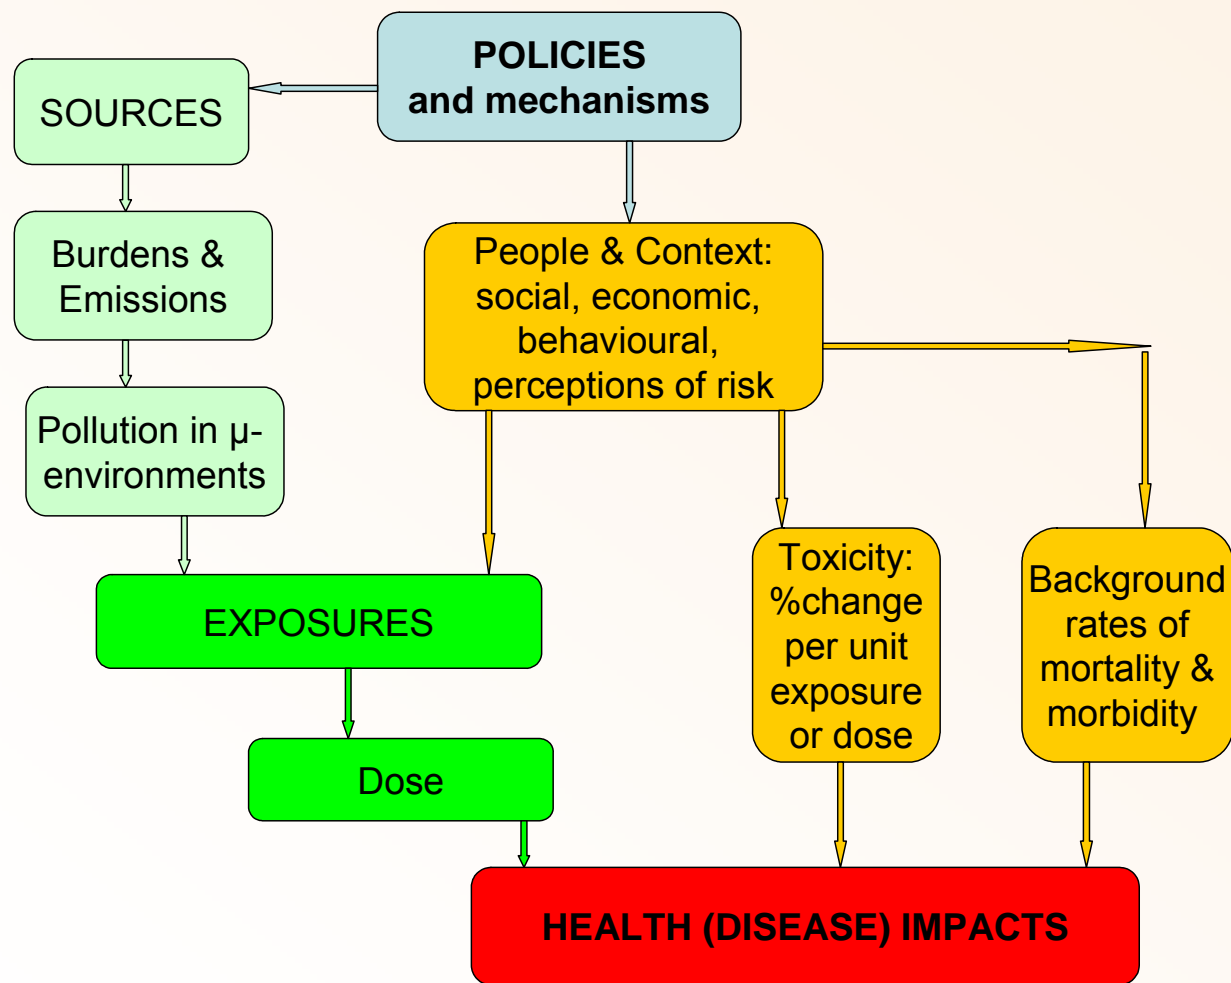 POLICIES
and mechanisms
SOURCES
Burdens &
Emissions
People & Context:
social, economic,
behavioural,
perceptions of risk
Pollution in µ-
environments
EXPOSURES
Toxicity:
%change
per unit
exposure
or dose
Background
rates of
mortality &
morbidity
Dose
HEALTH (DISEASE) IMPACTS